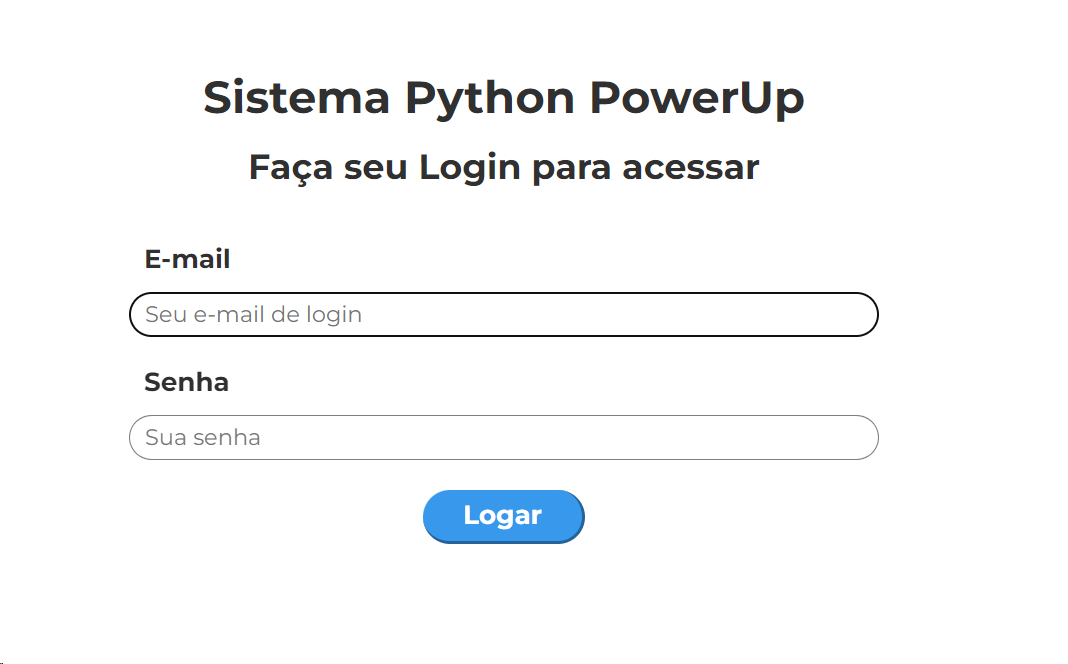 Sistema Python PowerUp
Faça seu Login para acessar
E-mail
Seu e-mail de login
Senha
Sua senha
Logar